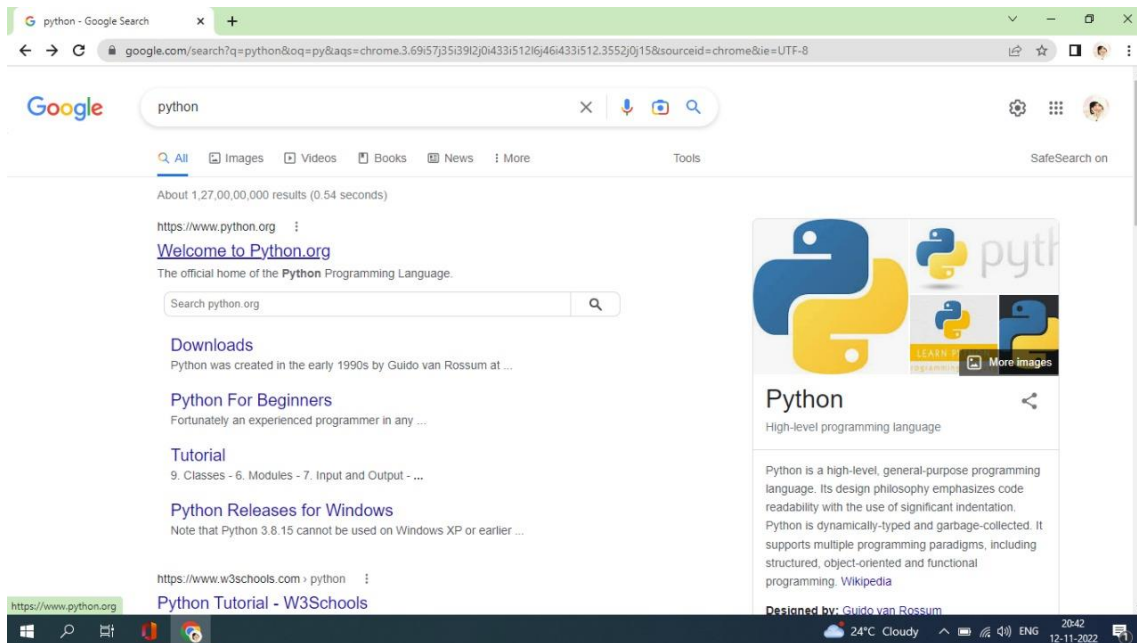 python - Google Search
google.com/search?q=python&oq=py&aqs=chrome.3.69i57j35i39l2j0i433i512l6j46i433i512.3552j0j15&sourceid=chrome&ie=UTF-8
Google
python
All Images Videos Books News More Tools SafeSearch on
About 1,27,00,00,000 results (0.54 seconds)
https://www.python.org
Welcome to Python.org
The official home of the Python Programming Language.
Search python.org
Downloads
Python was created in the early 1990s by Guido van Rossum at ...
Python For Beginners
Fortunately an experienced programmer in any ...
Tutorial
9. Classes - 6. Modules - 7. Input and Output - ...
Python Releases for Windows
Note that Python 3.8.15 cannot be used on Windows XP or earlier ...
https://www.w3schools.com › python
Python Tutorial - W3Schools
pyth
More images
Python
High-level programming language
Python is a high-level, general-purpose programming
language. Its design philosophy emphasizes code
readability with the use of significant indentation.
Python is dynamically-typed and garbage-collected. It
supports multiple programming paradigms, including
structured, object-oriented and functional
programming. Wikipedia
Designed by: Guido van Rossum
https://www.python.org
24°C Cloudy ENG
20:42
12-11-2022